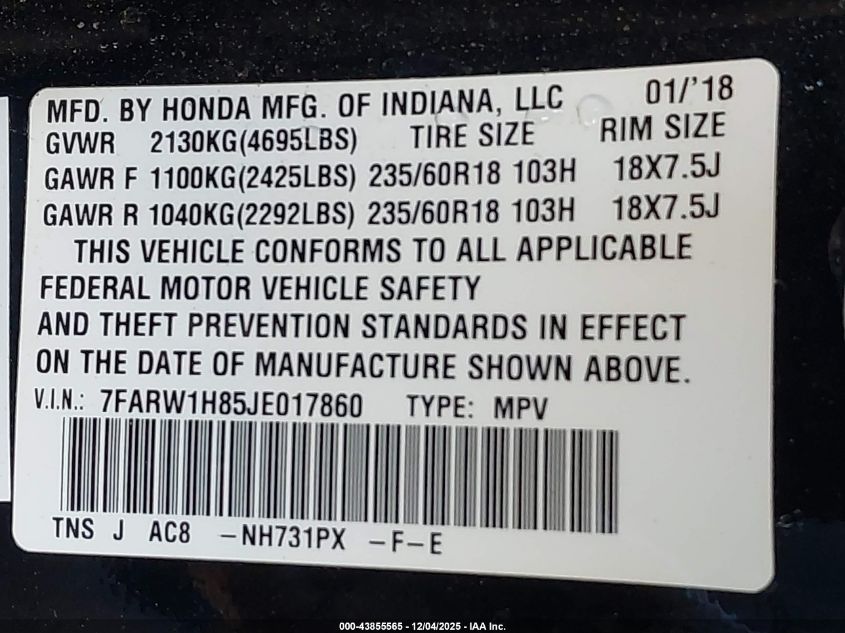 MFD. BY HONDA MFG. OF INDIANA, LLC 01/'18
GVWR 2130KG(4695LBS) TIRE SIZE RIM SIZE
GAWR F 1100KG(2425LBS) 235/60R18 103H 18X7.5J
GAWR R 1040KG(2292LBS) 235/60R18 103H 18X7.5J
THIS VEHICLE CONFORMS TO ALL APPLICABLE
FEDERAL MOTOR VEHICLE SAFETY
AND THEFT PREVENTION STANDARDS IN EFFECT
ON THE DATE OF MANUFACTURE SHOWN ABOVE.
V.I.N.: 7FARW1H85JE017860 TYPE: MPV
TNS J AC8 -NH731PX -F-E
000-43855565 - 12/04/2025 - IAA Inc.